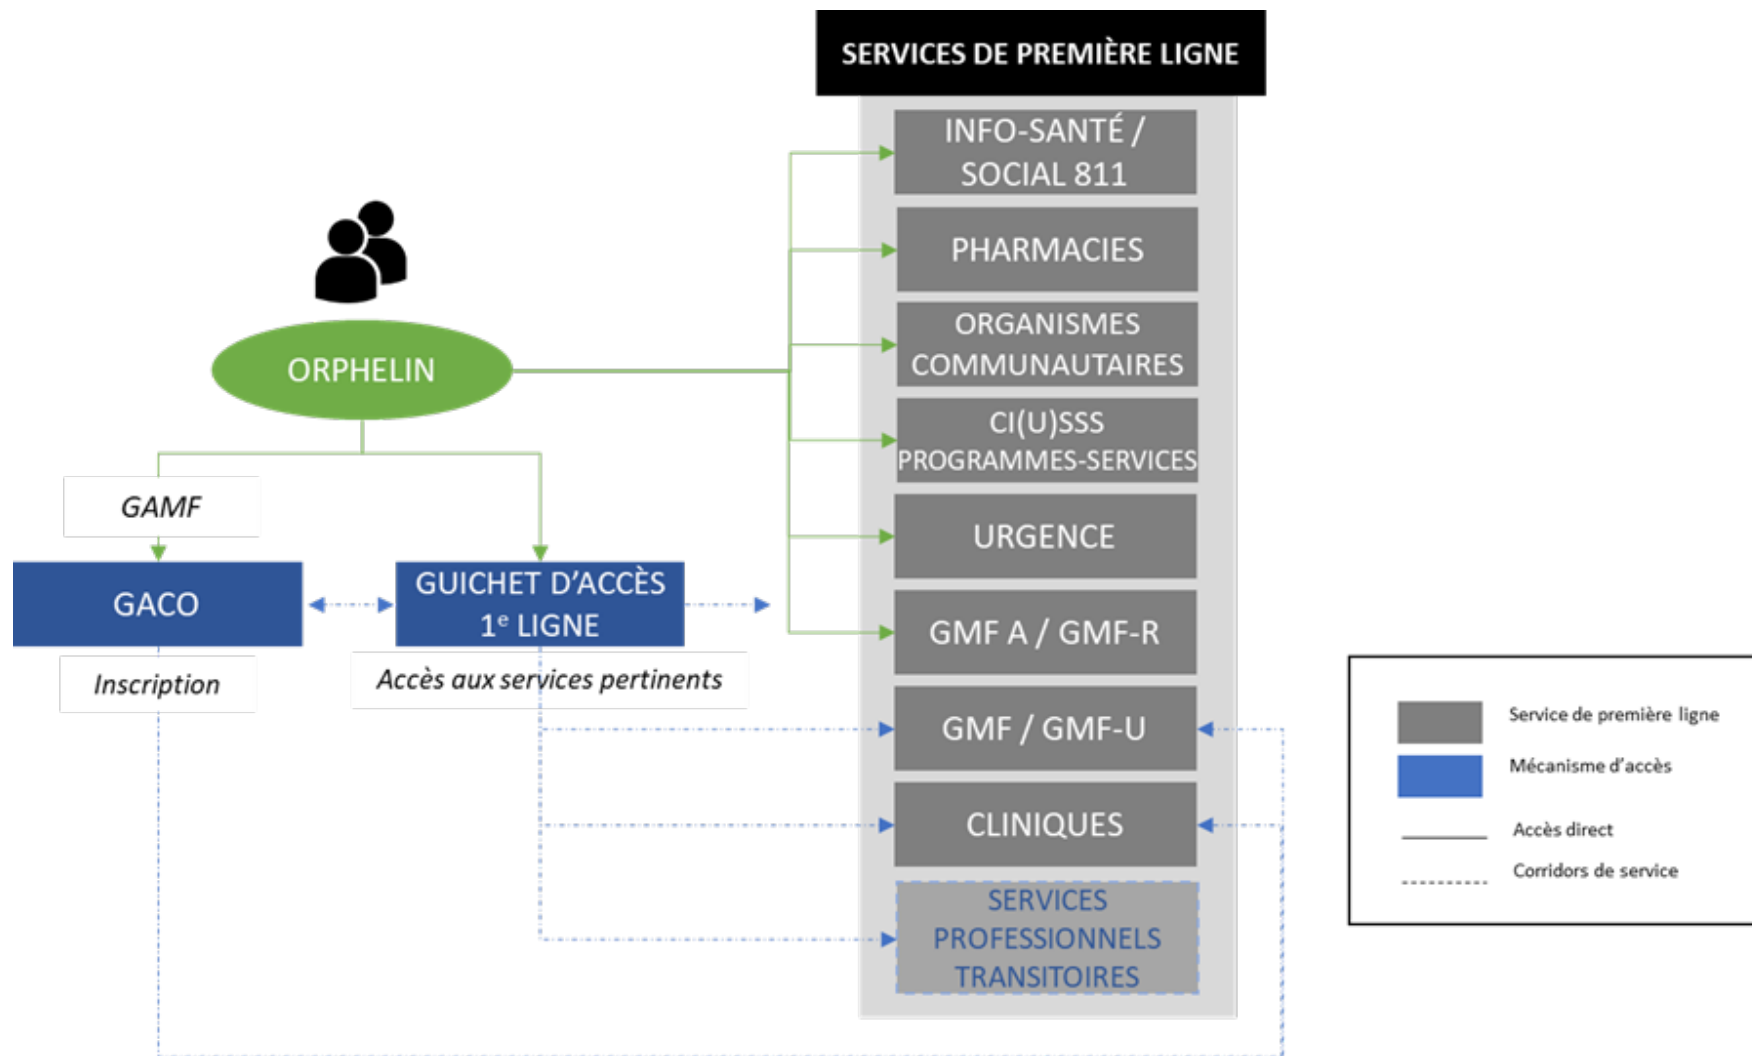 SERVICES DE PREMIÈRE LIGNE
INFO-SANTÉ /
SOCIAL 811
PHARMACIES
ORGANISMES
COMMUNAUTAIRES
ORPHELIN
CI(U)SSS
PROGRAMMES-SERVICES
GAMF
URGENCE
GACO
GUICHET D'ACCÈS
1e LIGNE
GMF A / GMF-R
Inscription
Accès aux services pertinents
GMF / GMF-U
CLINIQUES
SERVICES
PROFESSIONNELS
TRANSITOIRES
Service de première ligne
Mécanisme d'accès
Accès direct
Corridors de service